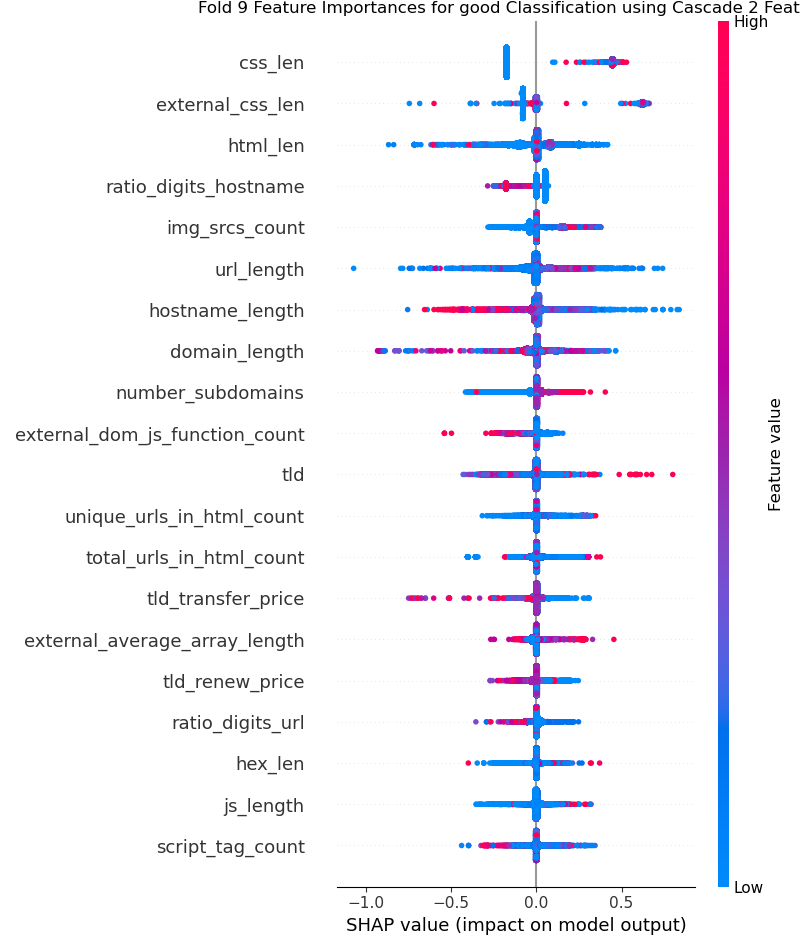 Fold 9 Feature Importances for good Classification using Cascade 2 Feat
High
css_len
external_css_len
html_len
ratio_digits_hostname
img_srcs_count
url_length
hostname_length
domain_length
number_subdomains
external_dom_js_function_count
tld
unique_urls_in_html_count
total_urls_in_html_count
tld_transfer_price
external_average_array_length
tld_renew_price
ratio_digits_url
hex_len
js_length
script_tag_count
Feature value
Low
−1.0 −0.5 0.0 0.5
SHAP value (impact on model output)